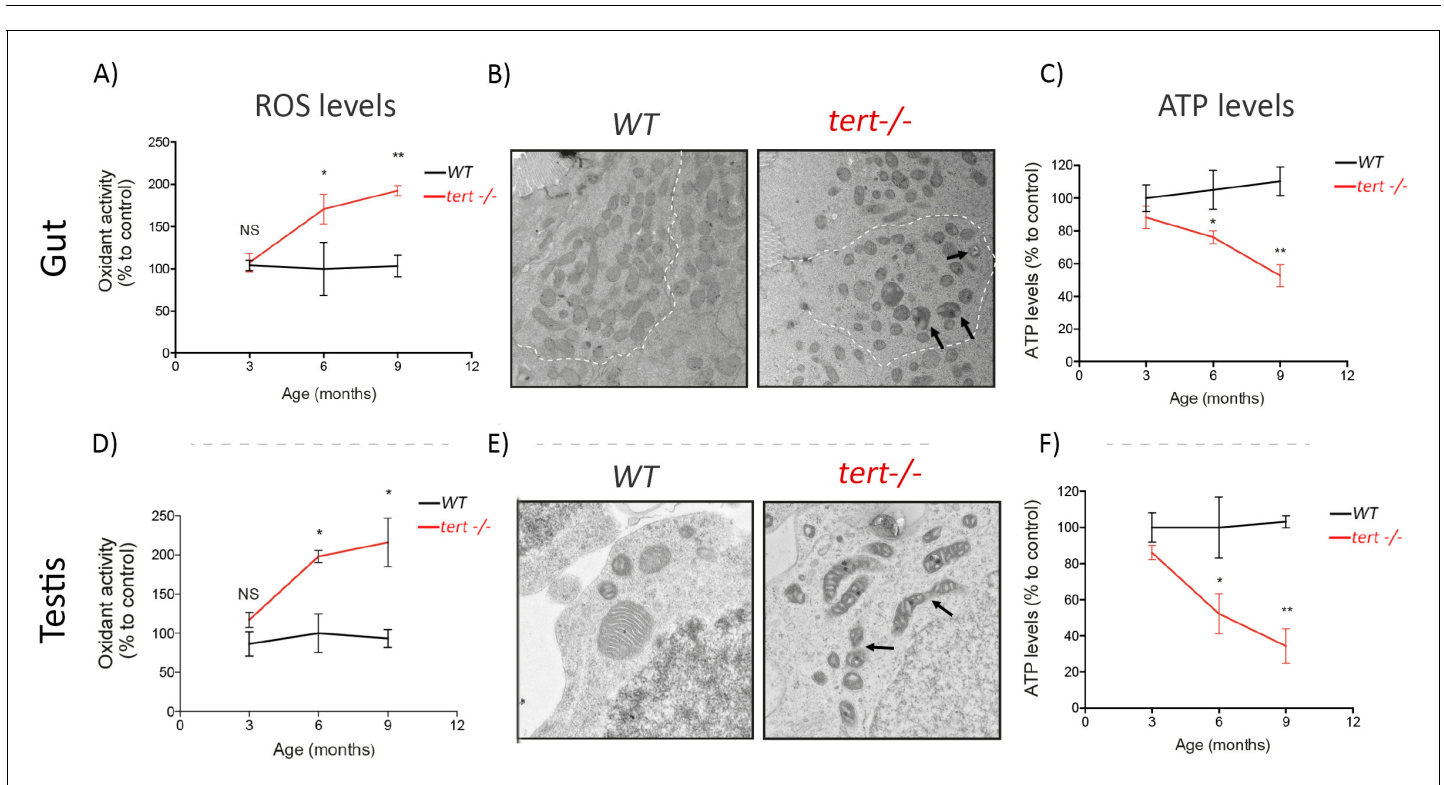 A)
ROS levels
Oxidant activity
(% to control)
250
200
150
100
50
0
0
3
6
9
12
Age (months)
NS
*
**
WT
tert -/-
Gut
B)
WT
tert-/-
C)
ATP levels
ATP levels (% to control)
120
100
80
60
40
20
0
0
3
6
9
12
Age (months)
*
**
WT
tert -/-
D)
Oxidant activity
(% to control)
250
200
150
100
50
0
0
3
6
9
12
Age (months)
NS
*
*
WT
tert -/-
Testis
E)
WT
tert-/-
F)
ATP levels (% to control)
120
100
80
60
40
20
0
0
3
6
9
12
Age (months)
*
**
WT
tert -/-